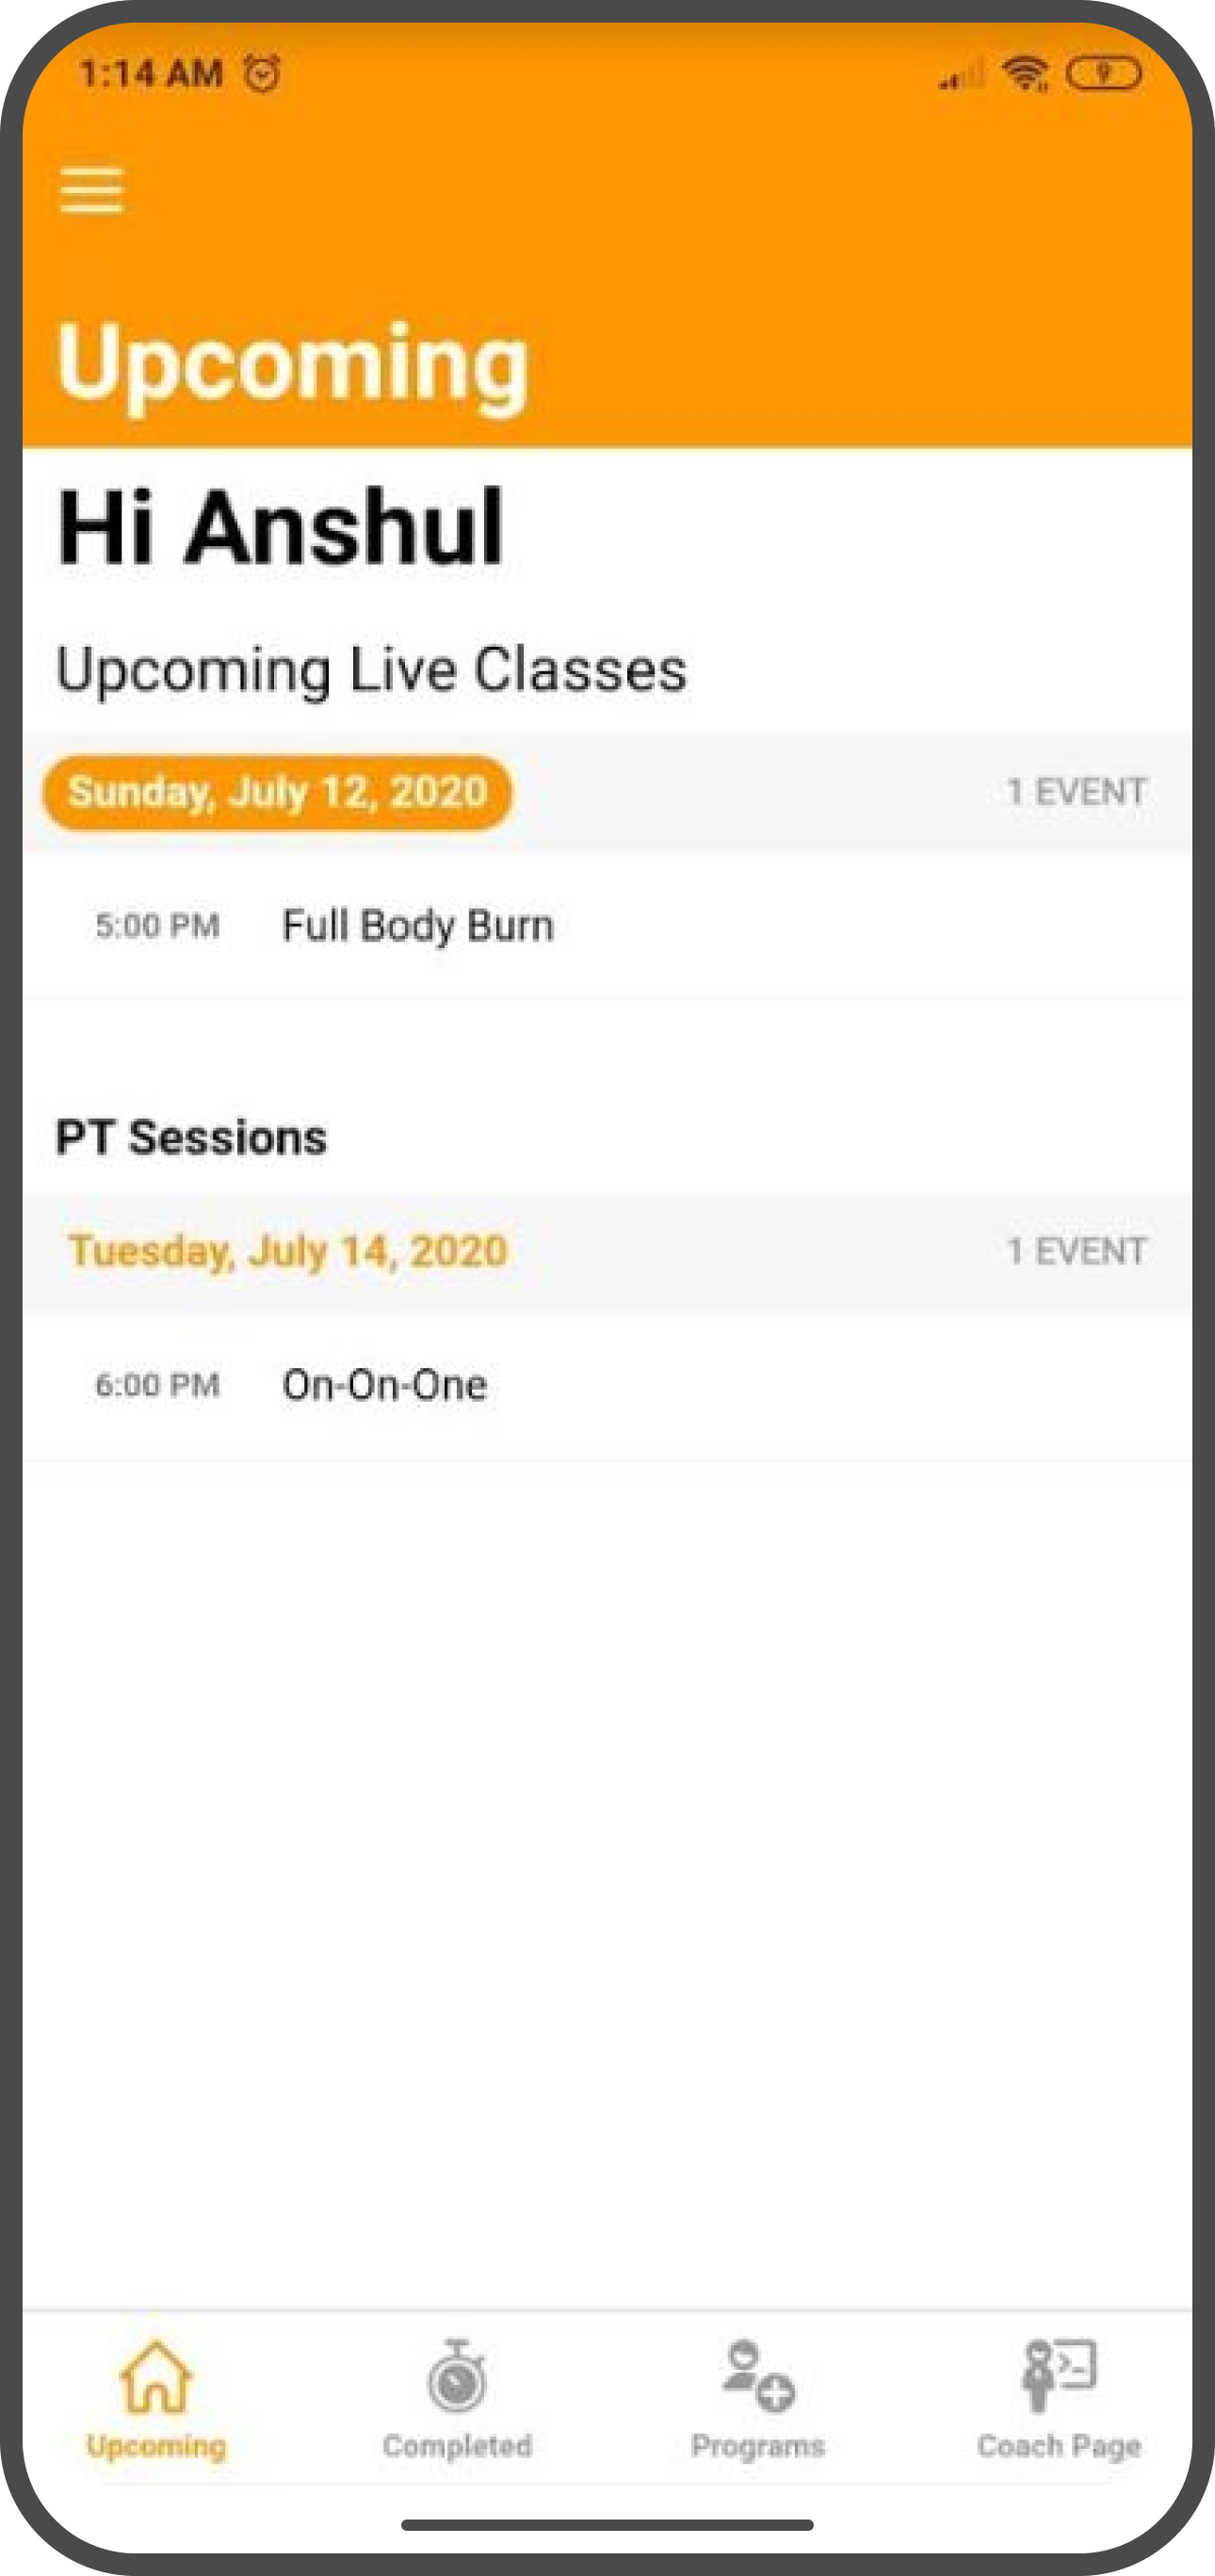 1:14 AM
9
Upcoming
Hi Anshul
Upcoming Live Classes
Sunday, July 12, 2020 1 EVENT
5:00 PM Full Body Burn
PT Sessions
Tuesday, July 14, 2020 1 EVENT
6:00 PM On-On-One
Upcoming Completed Programs Coach Page